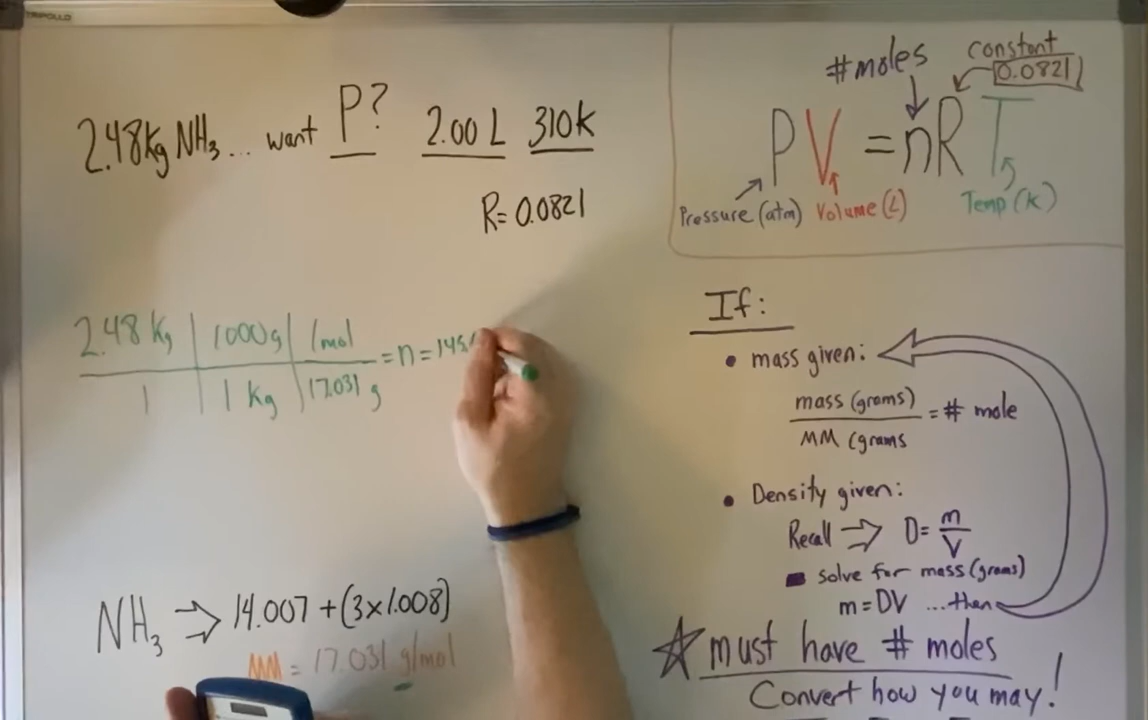 TRIPOLLO
2.48kg NH₃... want P? 2.00 L 310k
R= 0.0821
2.48 kg | 1000g | 1mol = n = 145.
1 | 1 kg | 17.031 g
NH₃ ⇒ 14.007 + (3x1.008)
MM = 17.031 g/mol
#moles
constant
0.0821
PV = nRT
Pressure (atm) Volume (L) Temp (K)
If:
• mass given:
mass (grams) = # mole
MM (grams
• Density given:
Recall ⇒ D = m/V
■ solve for mass (grams)
m = DV ...then
☆ must have # moles
Convert how you may!